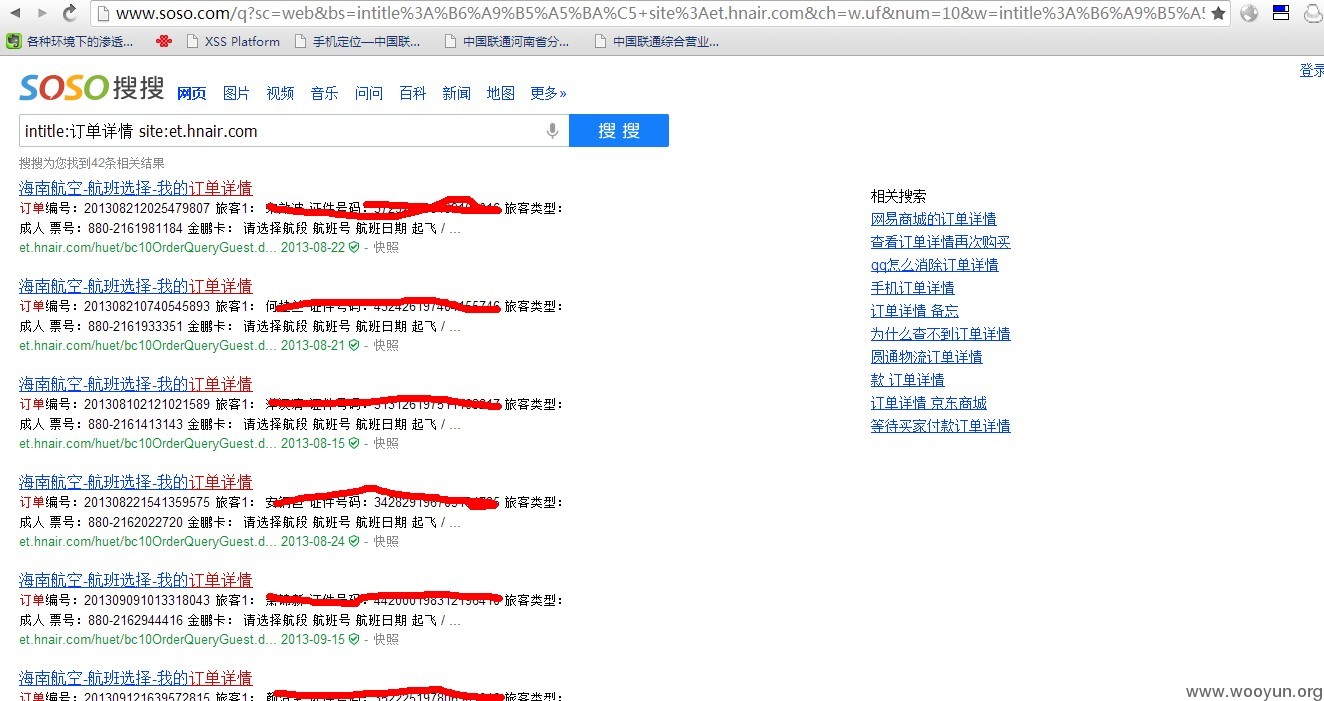 www.soso.com/q?sc=web&bs=intitle%3A%B6%A9%B5%A5%BA%C5+site%3Aet.hnair.com&ch=w.uf&num=10&w=intitle%3A%B6%A9%B5%A5
各种环境下的渗透... XSS Platform 手机定位—中国联... 中国联通河南省分... 中国联通综合营业...
登录
SOSO搜搜 网页 图片 视频 音乐 问问 百科 新闻 地图 更多»
intitle:订单详情 site:et.hnair.com 搜搜
搜搜为您找到42条相关结果
海南航空-航班选择-我的订单详情
订单编号：201308212025479807 旅客1： 证件号码： 旅客类型：
成人 票号：880-2161981184 金鹏卡： 请选择航段 航班号 航班日期 起飞 / ...
et.hnair.com/huet/bc10OrderQueryGuest.d... 2013-08-22 - 快照
海南航空-航班选择-我的订单详情
订单编号：201308210740545893 旅客1： 证件号码： 旅客类型：
成人 票号：880-2161933351 金鹏卡： 请选择航段 航班号 航班日期 起飞 / ...
et.hnair.com/huet/bc10OrderQueryGuest.d... 2013-08-21 - 快照
海南航空-航班选择-我的订单详情
订单编号：201308102121021589 旅客1： 证件号码： 旅客类型：
成人 票号：880-2161413143 金鹏卡： 请选择航段 航班号 航班日期 起飞 / ...
et.hnair.com/huet/bc10OrderQueryGuest.d... 2013-08-15 - 快照
海南航空-航班选择-我的订单详情
订单编号：201308221541359575 旅客1： 证件号码： 旅客类型：
成人 票号：880-2162022720 金鹏卡： 请选择航段 航班号 航班日期 起飞 / ...
et.hnair.com/huet/bc10OrderQueryGuest.d... 2013-08-24 - 快照
海南航空-航班选择-我的订单详情
订单编号：201309091013318043 旅客1： 证件号码： 旅客类型：
成人 票号：880-2162944416 金鹏卡： 请选择航段 航班号 航班日期 起飞 / ...
et.hnair.com/huet/bc10OrderQueryGuest.d... 2013-09-15 - 快照
海南航空-航班选择-我的订单详情
订单编号：201309121639572815 旅客1： 旅客类型：
相关搜索
网易商城的订单详情
查看订单详情再次购买
qq怎么消除订单详情
手机订单详情
订单详情 备忘
为什么查不到订单详情
圆通物流订单详情
款 订单详情
订单详情 京东商城
等待买家付款订单详情
www.wooyun.org